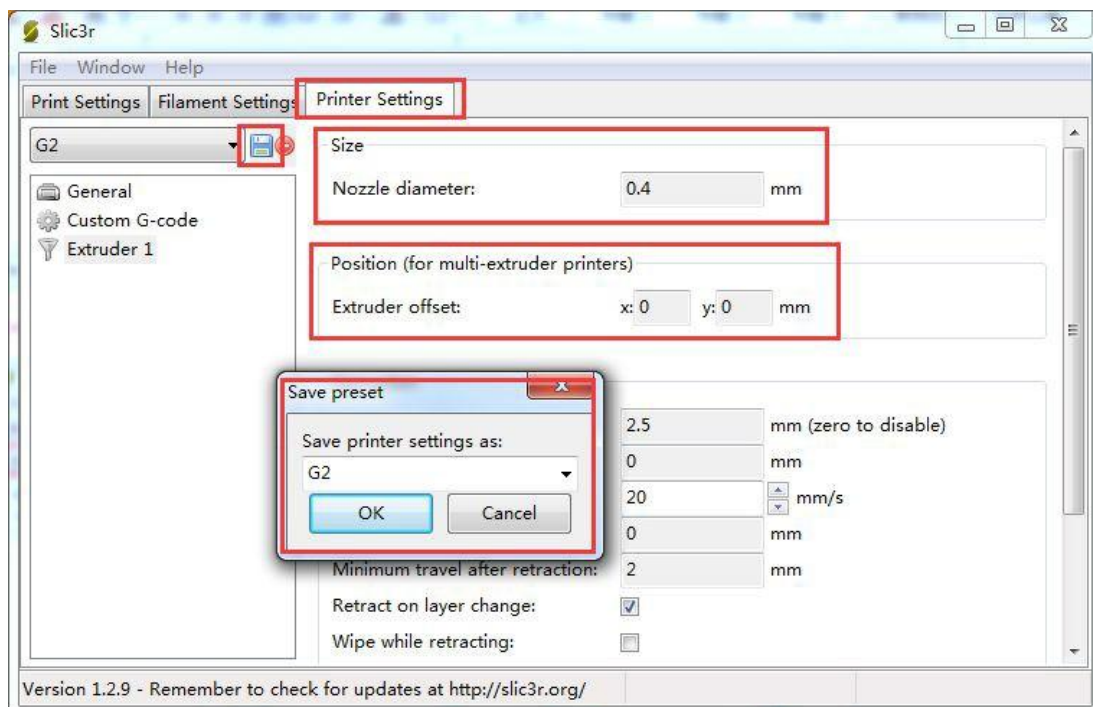 Slic3r
File Window Help
Print Settings Filament Settings Printer Settings
G2
General
Custom G-code
Extruder 1
Size
Nozzle diameter: 0.4 mm
Position (for multi-extruder printers)
Extruder offset: x: 0 y: 0 mm
Save preset
Save printer settings as:
G2
OK Cancel
2.5 mm (zero to disable)
0 mm
20 mm/s
0 mm
Minimum travel after retraction: 2 mm
Retract on layer change:
Wipe while retracting:
Version 1.2.9 - Remember to check for updates at http://slic3r.org/